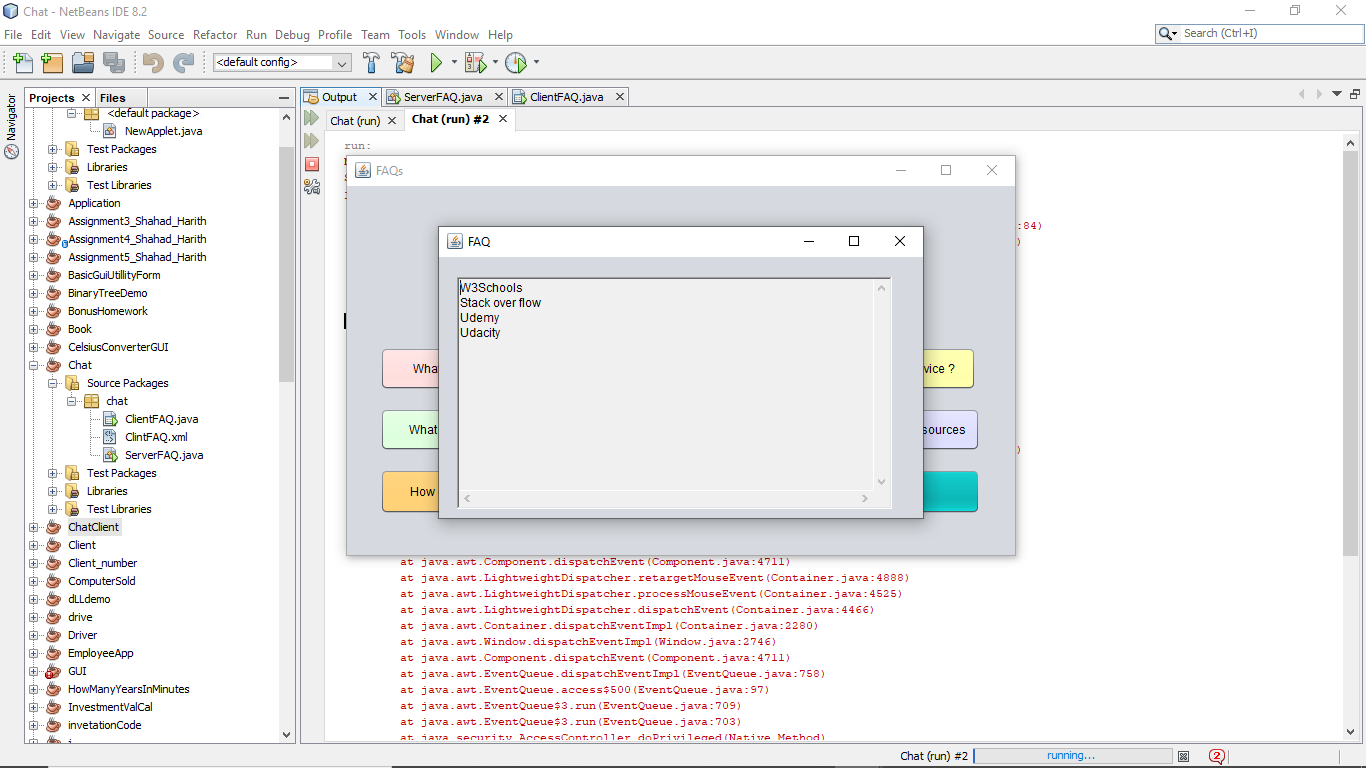 Chat - NetBeans IDE 8.2
File Edit View Navigate Source Refactor Run Debug Profile Team Tools Window Help
Search (Ctrl+I)
<default config>
Navigator
Projects
Files
<default package>
NewApplet.java
Test Packages
Libraries
Test Libraries
Application
Assignment3_Shahad_Harith
Assignment4_Shahad_Harith
Assignment5_Shahad_Harith
BasicGuiUtillityForm
BinaryTreeDemo
BonusHomework
Book
CelsiusConverterGUI
Chat
Source Packages
chat
ClientFAQ.java
ClintFAQ.xml
ServerFAQ.java
Test Packages
Libraries
Test Libraries
ChatClient
Client
Client_number
ComputerSold
dLLdemo
drive
Driver
EmployeeApp
GUI
HowManyYearsInMinutes
InvestmentValCal
invetationCode
Output
ServerFAQ.java
ClientFAQ.java
Chat (run)
Chat (run) #2
run:
:84)
)
)
FAQs
What
vice ?
What
sources
How
FAQ
W3Schools
Stack over flow
Udemy
Udacity
at java.awt.Component.dispatchEvent(Component.java:4711)
at java.awt.LightweightDispatcher.retargetMouseEvent(Container.java:4888)
at java.awt.LightweightDispatcher.processMouseEvent(Container.java:4525)
at java.awt.LightweightDispatcher.dispatchEvent(Container.java:4466)
at java.awt.Container.dispatchEventImpl(Container.java:2280)
at java.awt.Window.dispatchEventImpl(Window.java:2746)
at java.awt.Component.dispatchEvent(Component.java:4711)
at java.awt.EventQueue.dispatchEventImpl(EventQueue.java:758)
at java.awt.EventQueue.access$500(EventQueue.java:97)
at java.awt.EventQueue$3.run(EventQueue.java:709)
at java.awt.EventQueue$3.run(EventQueue.java:703)
at java.security.AccessController.doPrivileged(Native Method)
Chat (run) #2
running...
2